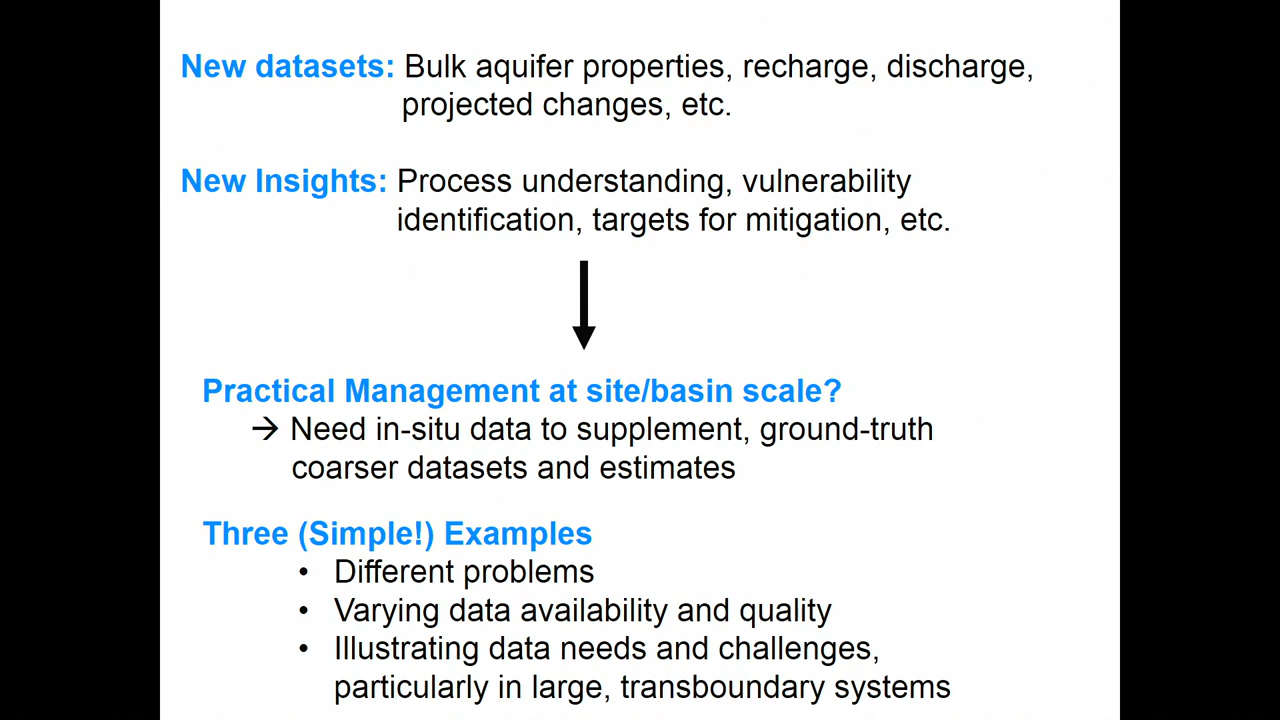 New datasets: Bulk aquifer properties, recharge, discharge,
projected changes, etc.
New Insights: Process understanding, vulnerability
identification, targets for mitigation, etc.
Practical Management at site/basin scale?
→ Need in-situ data to supplement, ground-truth
coarser datasets and estimates
Three (Simple!) Examples
• Different problems
• Varying data availability and quality
• Illustrating data needs and challenges,
particularly in large, transboundary systems